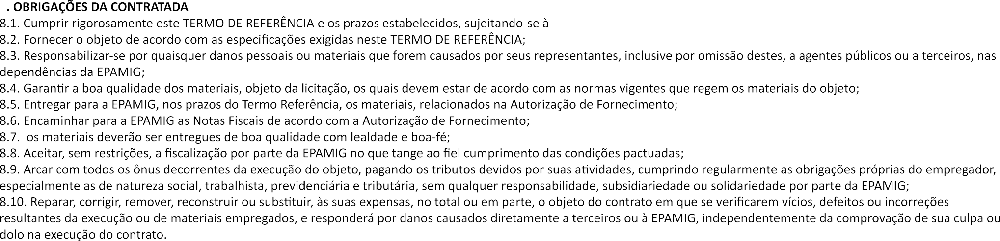 . OBRIGAÇÕES DA CONTRATADA
8.1. Cumprir rigorosamente este TERMO DE REFERÊNCIA e os prazos estabelecidos, sujeitando-se à
8.2. Fornecer o objeto de acordo com as especificações exigidas neste TERMO DE REFERÊNCIA;
8.3. Responsabilizar-se por quaisquer danos pessoais ou materiais que forem causados por seus representantes, inclusive por omissão destes, a agentes públicos ou a terceiros, nas
dependências da EPAMIG;
8.4. Garantir a boa qualidade dos materiais, objeto da licitação, os quais devem estar de acordo com as normas vigentes que regem os materiais do objeto;
8.5. Entregar para a EPAMIG, nos prazos do Termo Referência, os materiais, relacionados na Autorização de Fornecimento;
8.6. Encaminhar para a EPAMIG as Notas Fiscais de acordo com a Autorização de Fornecimento;
8.7.  os materiais deverão ser entregues de boa qualidade com lealdade e boa-fé;
8.8. Aceitar, sem restrições, a fiscalização por parte da EPAMIG no que tange ao fiel cumprimento das condições pactuadas;
8.9. Arcar com todos os ônus decorrentes da execução do objeto, pagando os tributos devidos por suas atividades, cumprindo regularmente as obrigações próprias do empregador,
especialmente as de natureza social, trabalhista, previdenciária e tributária, sem qualquer responsabilidade, subsidiariedade ou solidariedade por parte da EPAMIG;
8.10. Reparar, corrigir, remover, reconstruir ou substituir, às suas expensas, no total ou em parte, o objeto do contrato em que se verificarem vícios, defeitos ou incorreções
resultantes da execução ou de materiais empregados, e responderá por danos causados diretamente a terceiros ou à EPAMIG, independentemente da comprovação de sua culpa ou
dolo na execução do contrato.